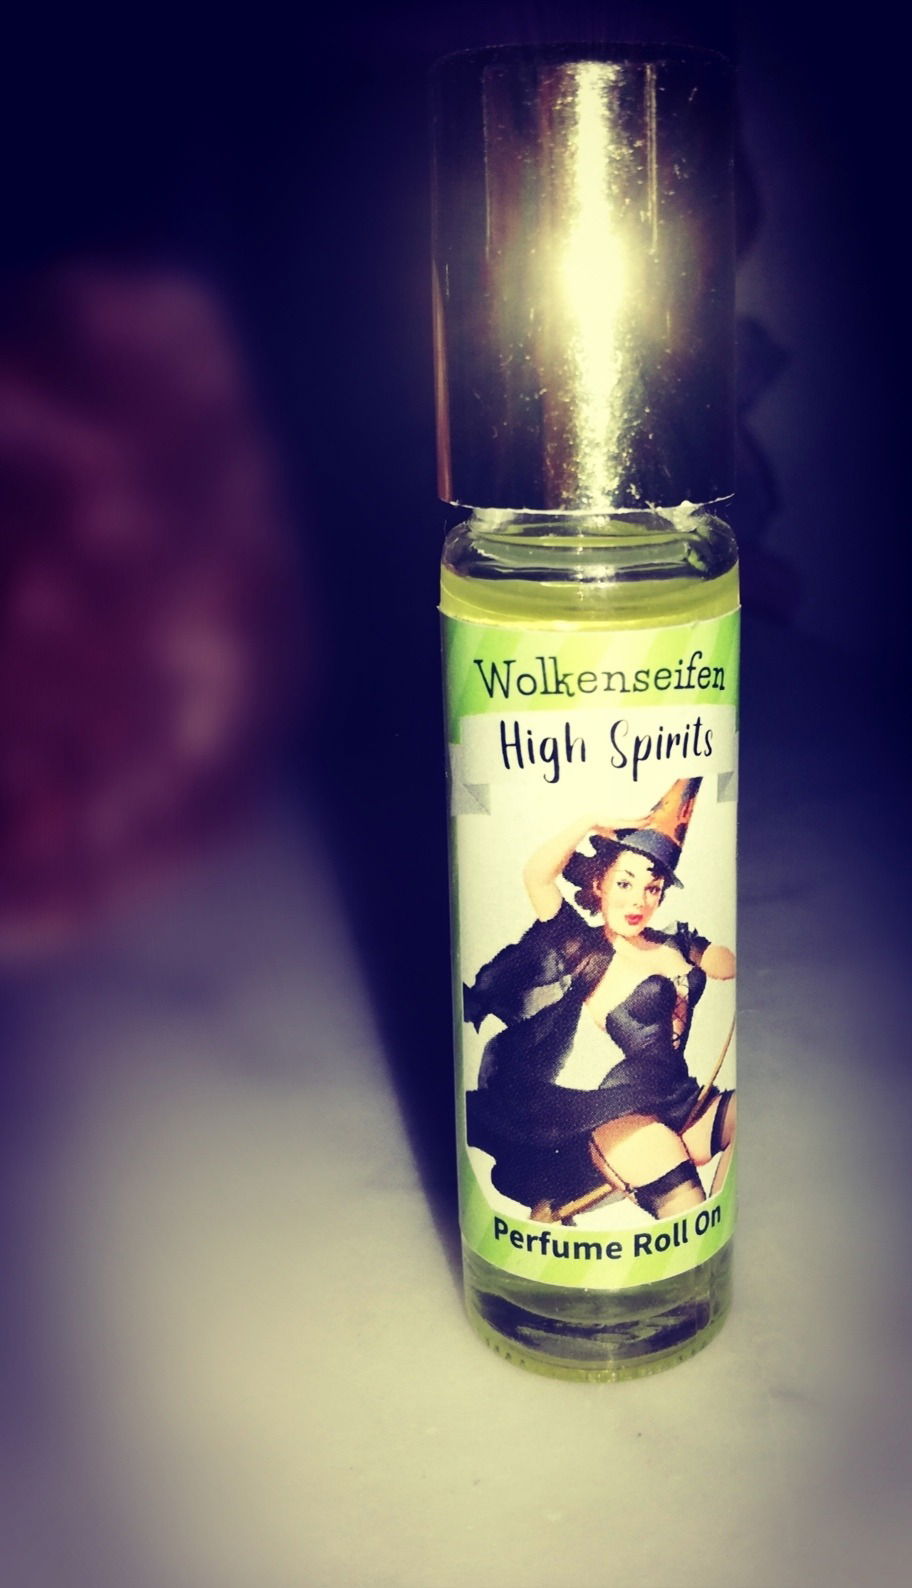 Wolkenseifen
High Spirits
Perfume Roll On